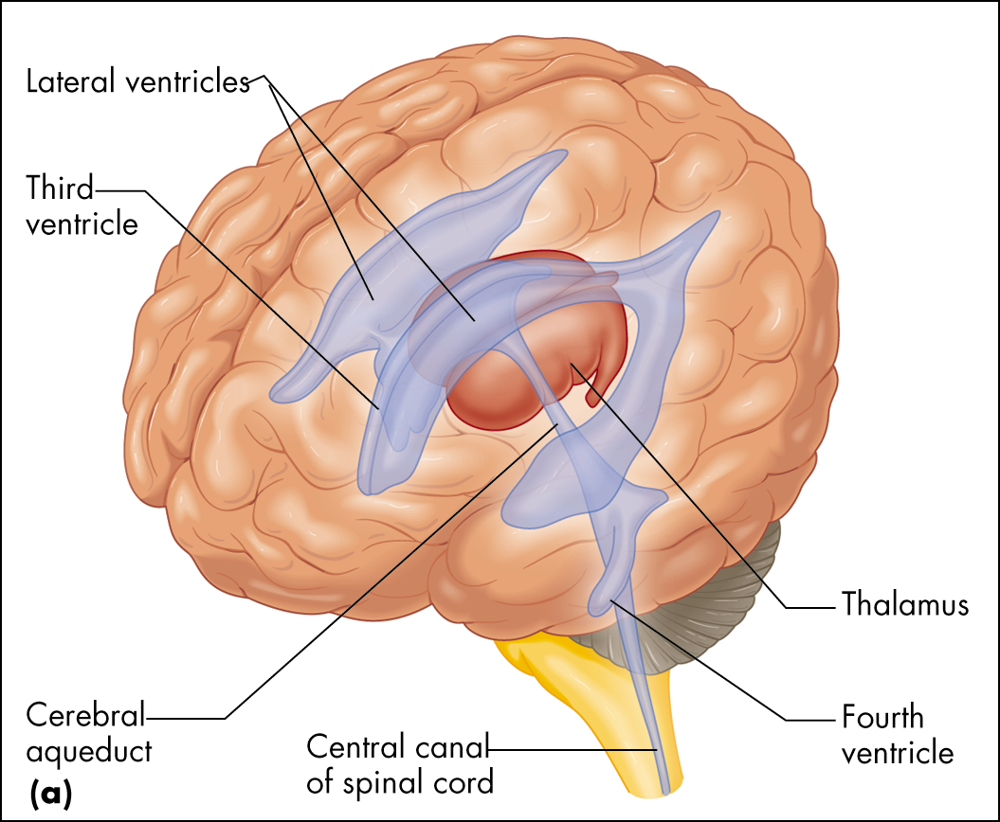 Lateral ventricles
Third
ventricle
Thalamus
Cerebral
aqueduct
Central canal
of spinal cord
Fourth
ventricle
(a)